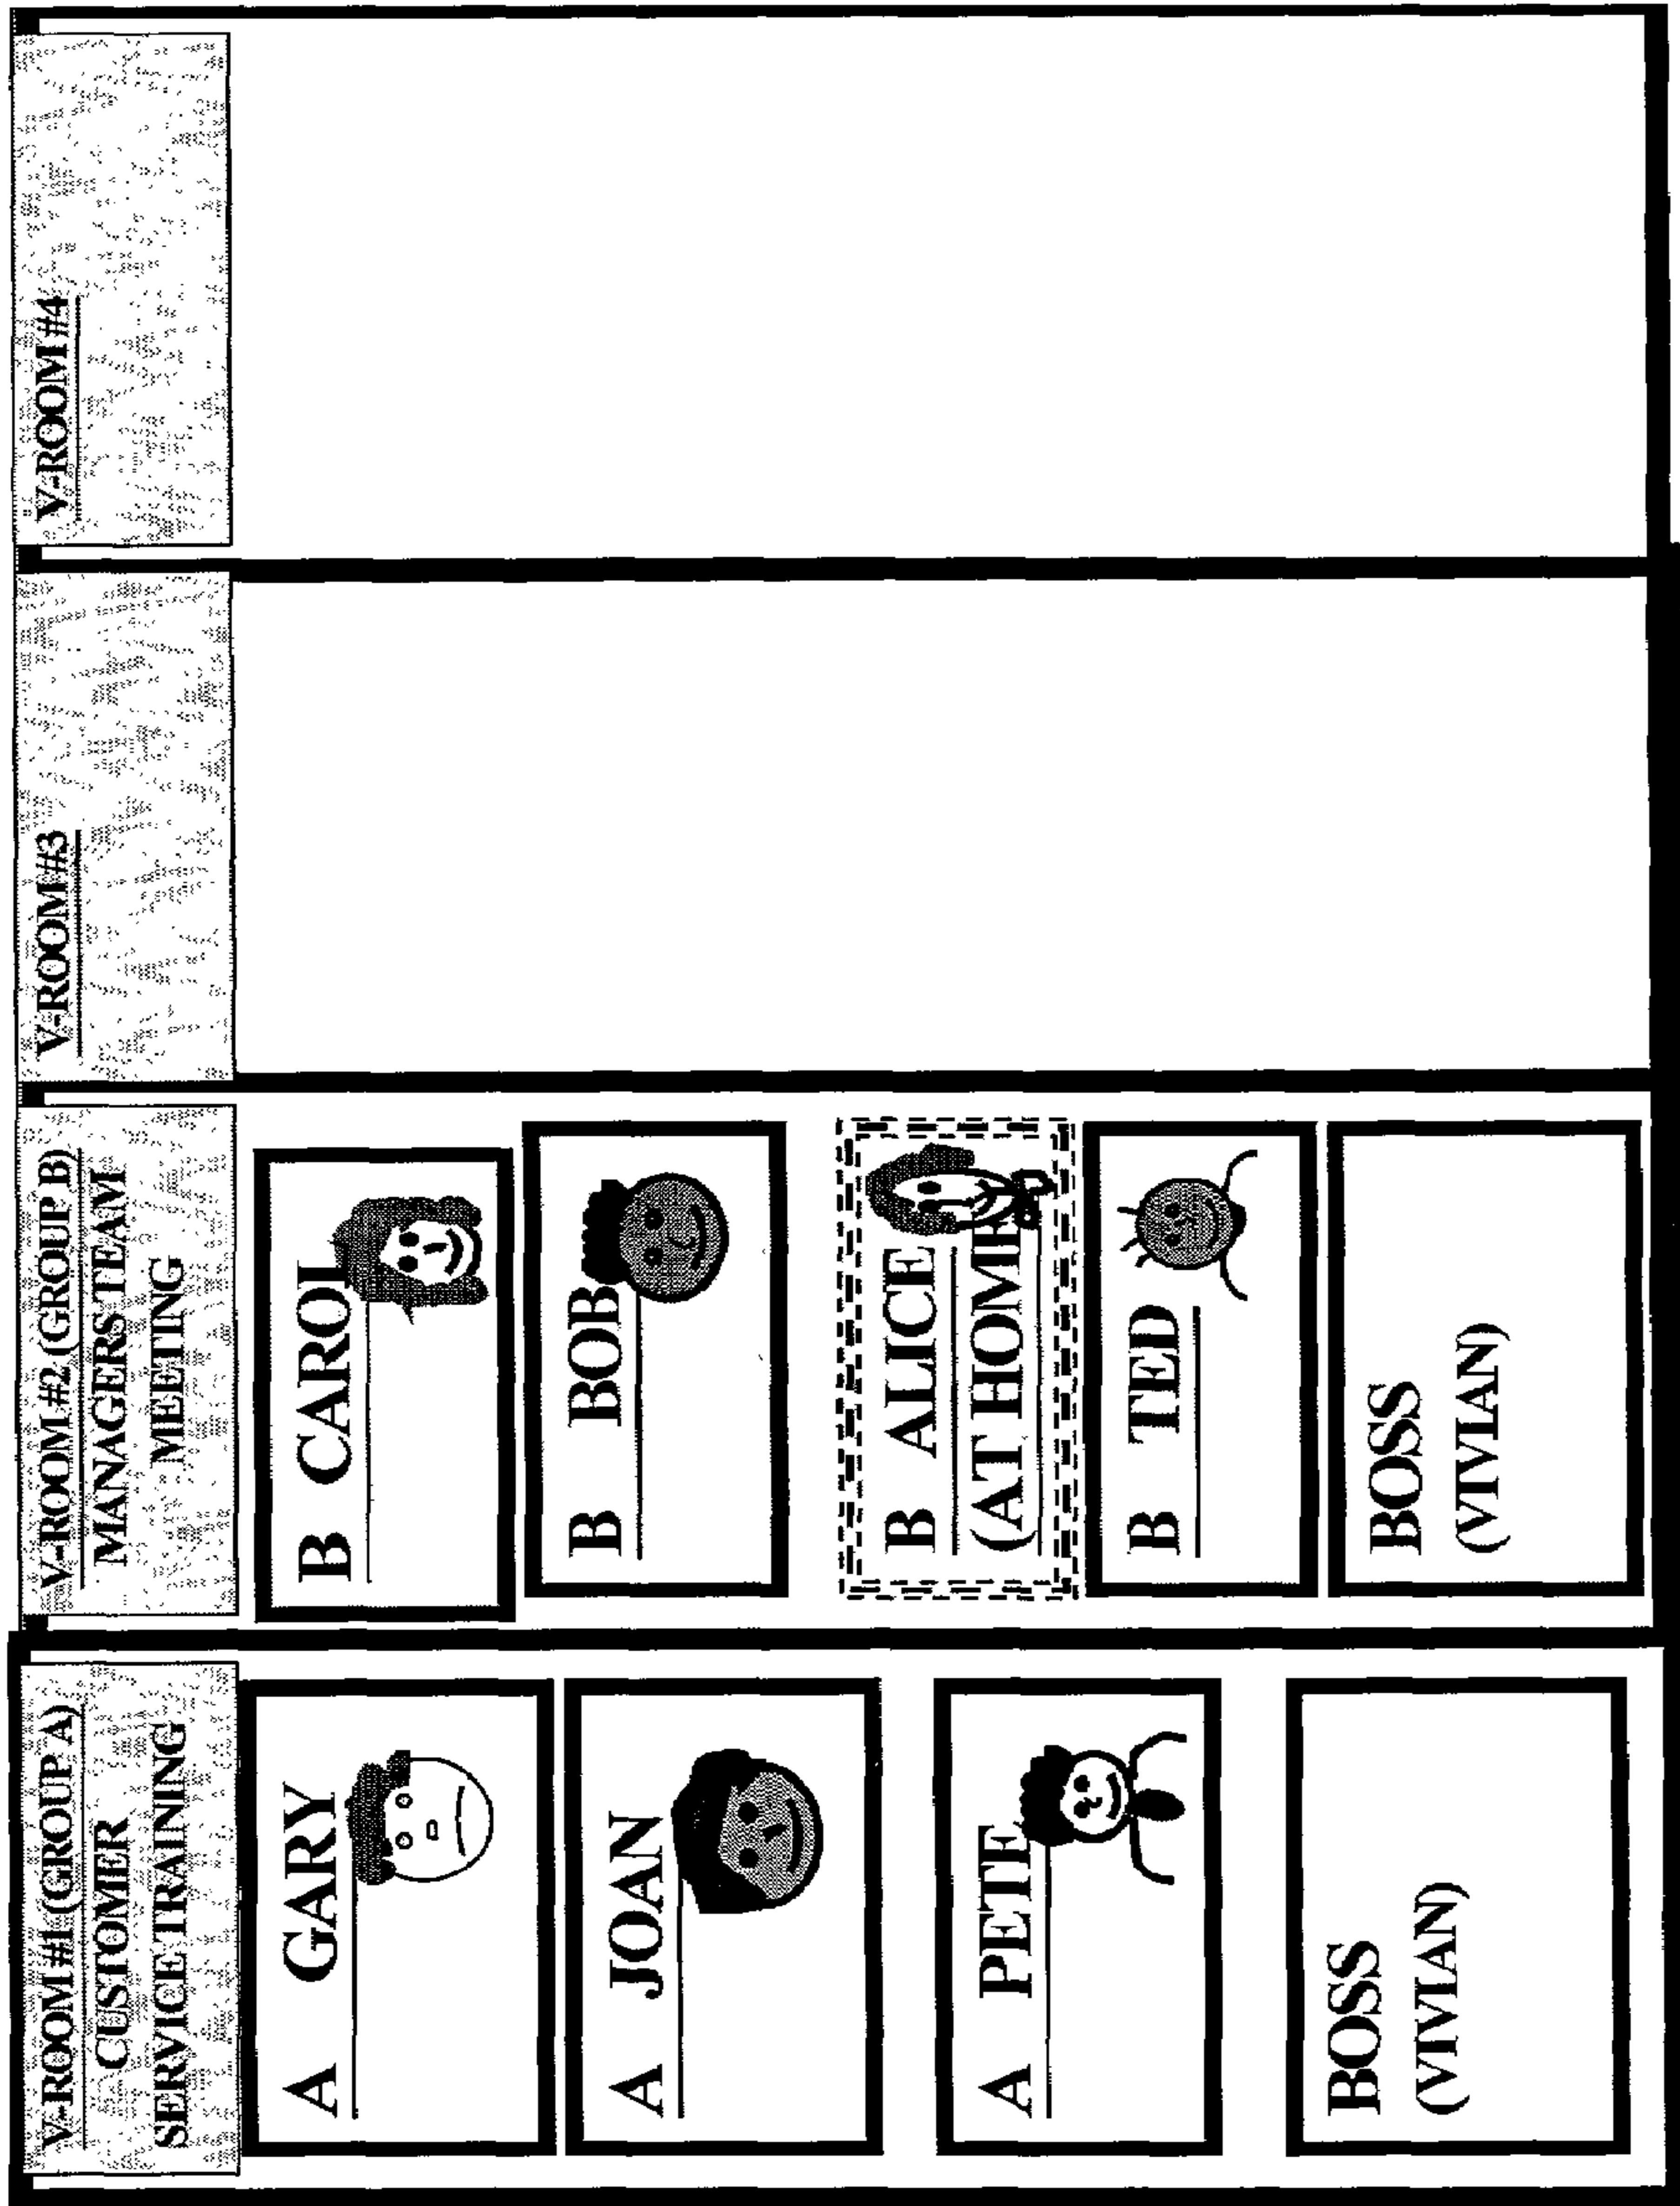 V-ROOM #1 (GROUP A)
CUSTOMER
SERVICE TRAINING
A GARY
A JOAN
A PETE
BOSS
(VIVIAN)
V-ROOM #2 (GROUP B)
MANAGERS TEAM
MEETING
B CAROL
B BOB
B ALICE
(AT HOME)
B TED
BOSS
(VIVIAN)
V-ROOM #3
V-ROOM #4